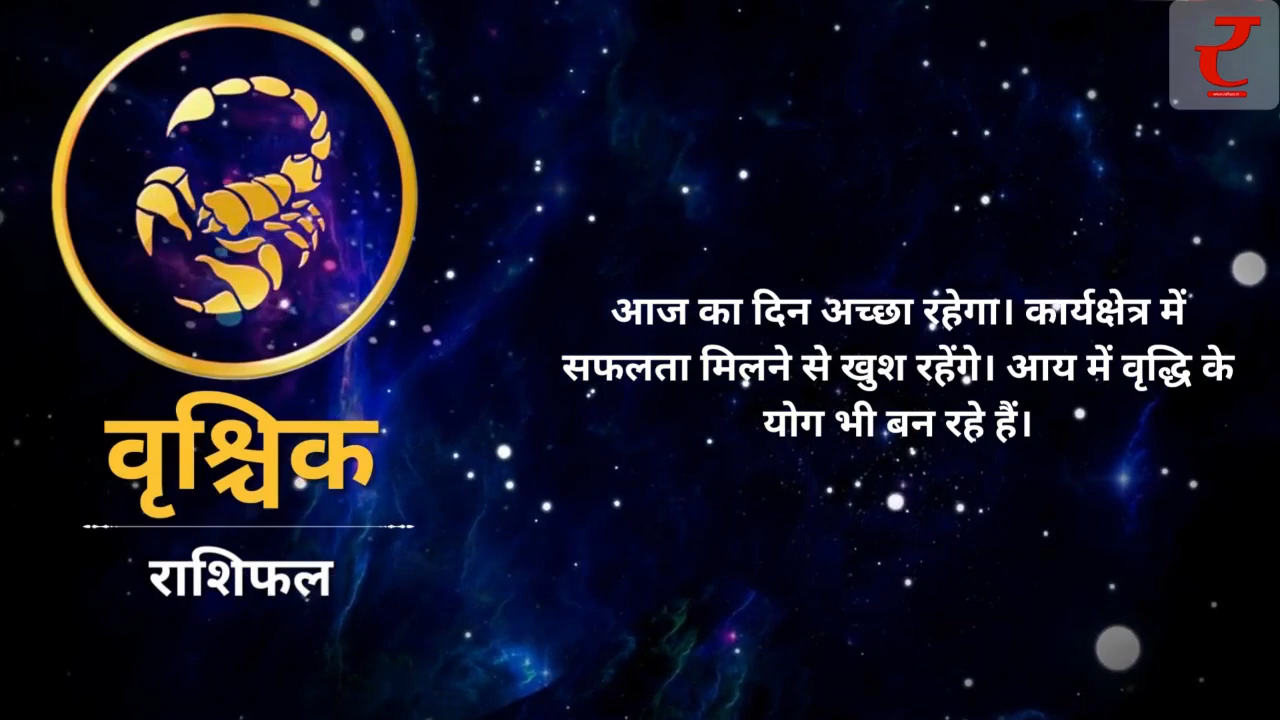 वृश्चिक
राशिफल
आज का दिन अच्छा रहेगा। कार्यक्षेत्र में
सफलता मिलने से खुश रहेंगे। आय में वृद्धि के
योग भी बन रहे हैं।